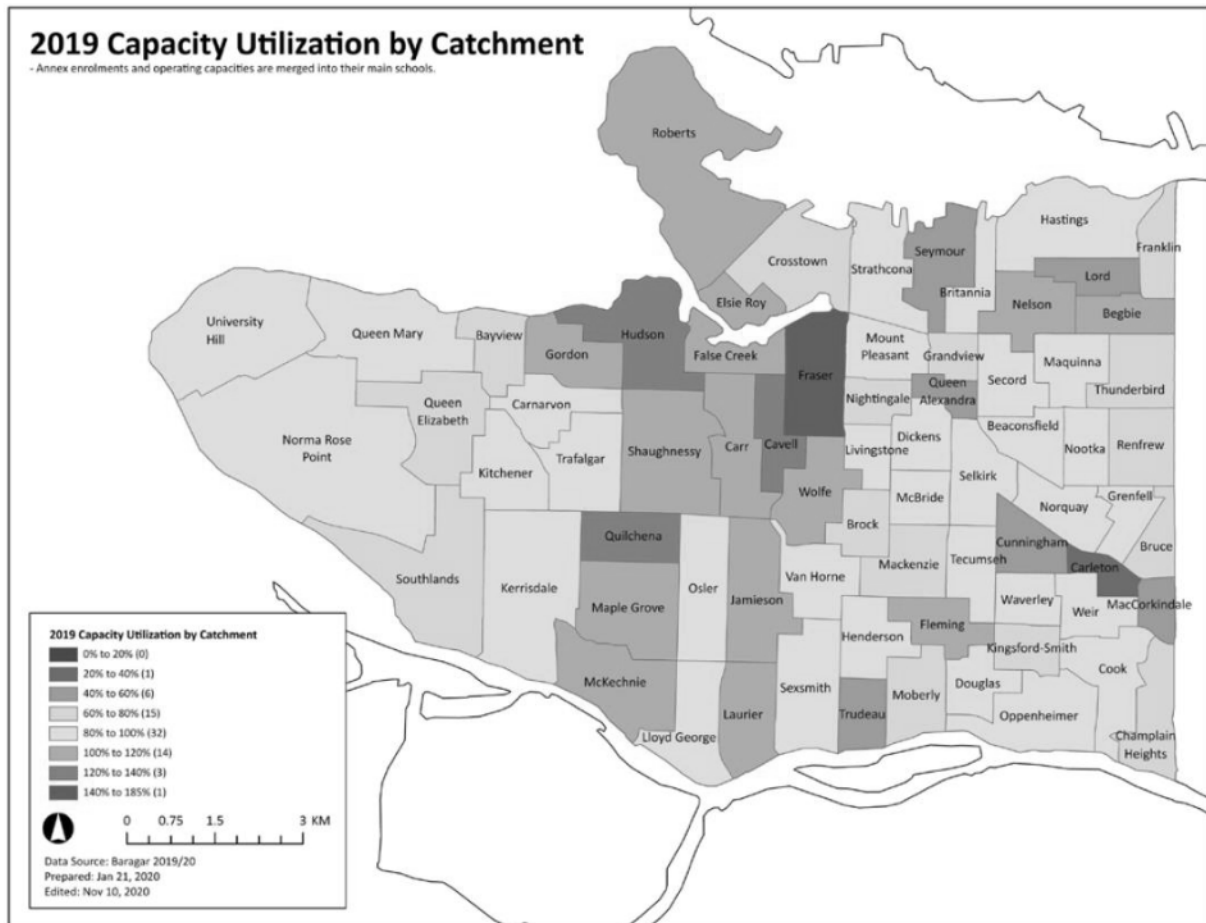 2019 Capacity Utilization by Catchment
- Annex enrolments and operating capacities are merged into their main schools.
Roberts
Hastings
Franklin
Seymour
Crosstown
Strathcona
Lord
Britannia
Elsie Roy
Nelson
Begbie
University
Hill
Queen Mary
Bayview
Hudson
Gordon
False Creek
Mount
Pleasant
Grandview
Maquinna
Fraser
Secord
Queen
Alexandra
Thunderbird
Queen
Elizabeth
Carnarvon
Nightingale
Beaconsfield
Norma Rose
Point
Kitchener
Trafalgar
Shaughnessy
Carr
Cavell
Dickens
Livingstone
Nootka
Renfrew
Selkirk
Wolfe
McBride
Grenfell
Norquay
Brock
Quilchena
Cunningham
Bruce
Southlands
Kerrisdale
Osler
Van Horne
Mackenzie
Tecumseh
Carleton
Maple Grove
Jamieson
Waverley
Weir
MacCorkindale
Henderson
Fleming
Kingsford-Smith
Cook
McKechnie
Sexsmith
Moberly
Douglas
Laurier
Trudeau
Oppenheimer
Lloyd George
Champlain
Heights
2019 Capacity Utilization by Catchment
0% to 20% (0)
20% to 40% (1)
40% to 60% (6)
60% to 80% (15)
80% to 100% (32)
100% to 120% (14)
120% to 140% (3)
140% to 185% (1)
0 0.75 1.5 3 KM
Data Source: Baragar 2019/20
Prepared: Jan 21, 2020
Edited: Nov 10, 2020